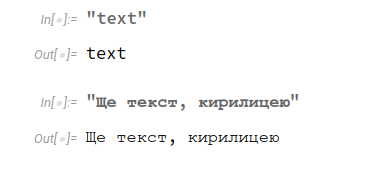 In[●]:= "text"
Out[●]= text
In[●]:= "Ще текст, кирилицею"
Out[●]= Ще текст, кирилицею